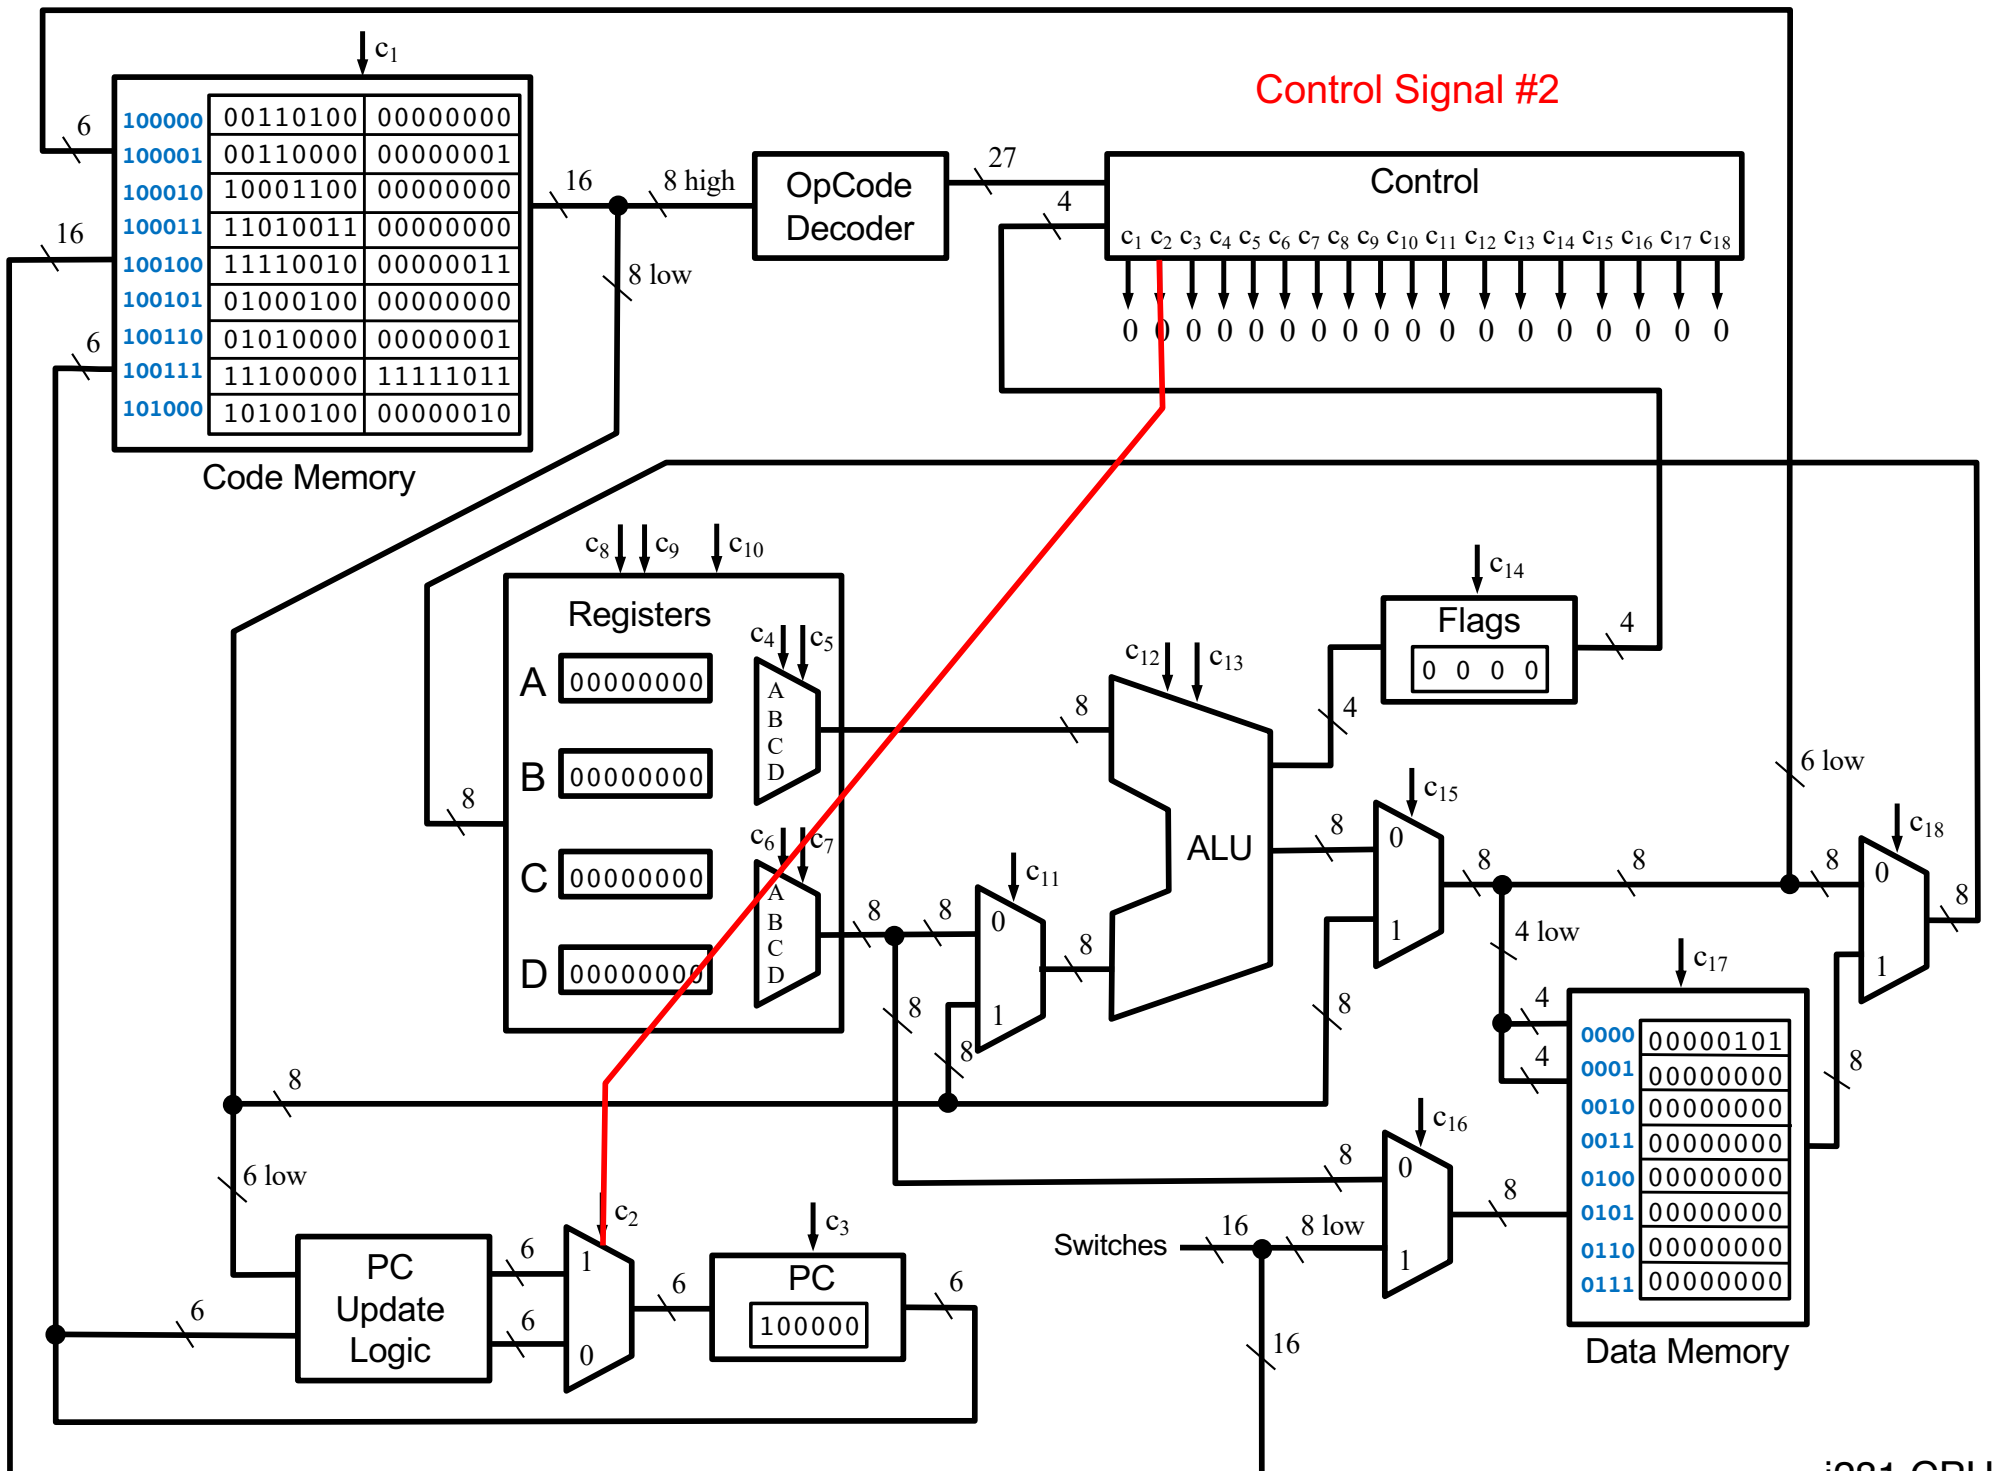 Control Signal #2
c1
6
16
6
100000 00110100 00000000
100001 00110000 00000001
100010 10001100 00000000
100011 11010011 00000000
100100 11110010 00000011
100101 01000100 00000000
100110 01010000 00000001
100111 11100000 11111011
101000 10100100 00000010
Code Memory
16
8 high
8 low
OpCode
Decoder
27
4
Control
c1 c2 c3 c4 c5 c6 c7 c8 c9 c10 c11 c12 c13 c14 c15 c16 c17 c18
0 0 0 0 0 0 0 0 0 0 0 0 0 0 0 0 0 0
c8 c9 c10
Registers
c4 c5
A 00000000
B 00000000
C 00000000
D 00000000
A
B
C
D
c6 c7
A
B
C
D
8
8
8
8
8
c11
0
1
8
8
c12 c13
ALU
4
8
c14
Flags
0 0 0 0
4
c15
0
1
8
8
8
6 low
8
c18
0
1
8
4 low
4
4
c17
0000 00000101
0001 00000000
0010 00000000
0011 00000000
0100 00000000
0101 00000000
0110 00000000
0111 00000000
Data Memory
8
8
6 low
c16
0
1
8
8
Switches
16
8 low
16
PC
Update
Logic
6
6
6
c2
1
0
6
c3
PC
100000
6